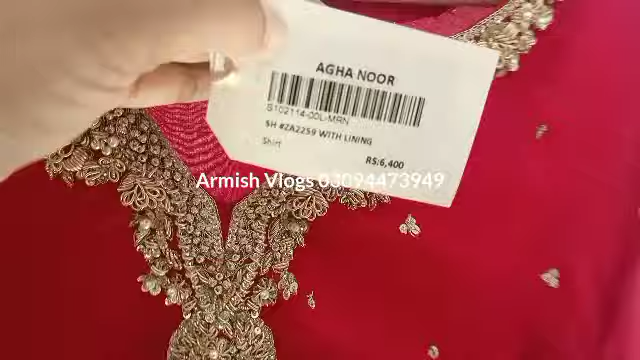 AGHA NOOR
S102114-00L-MRN
SH #ZA2259 WITH LINING
Shirt
RS:6,400
Armish Vlogs 03094473949